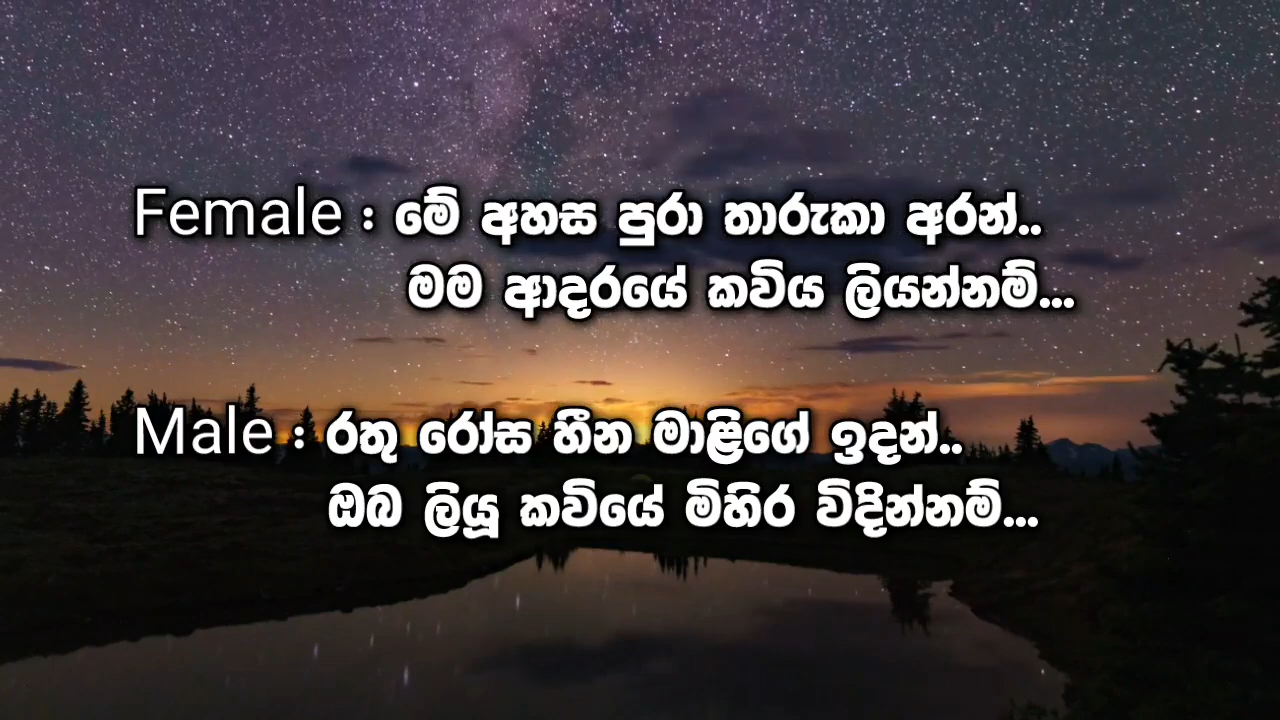 Female : මේ අහස පුරා තාරුකා අරන්..
මම ආදරයේ කවිය ලියන්නම්...
Male : රතු රෝස හීන මාළිගේ ඉදන්..
ඔබ ලියූ කවියේ මිහිර විදින්නම්...